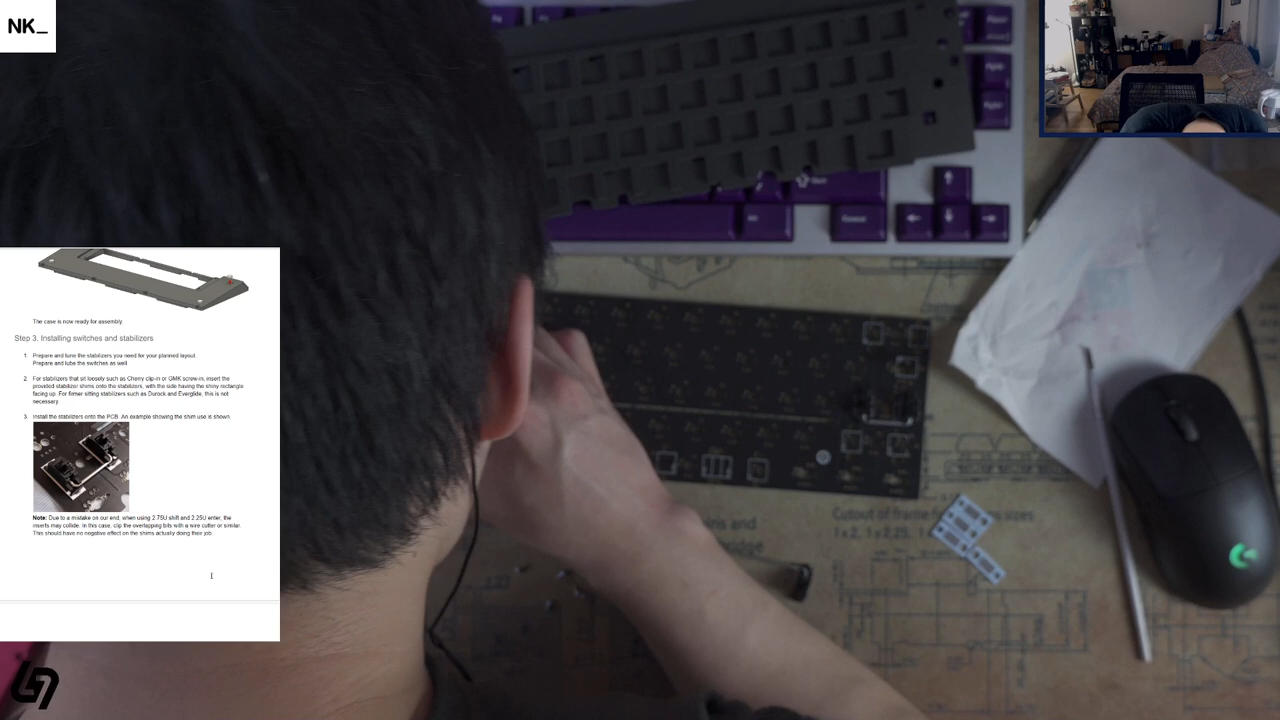 NK_
The case is now ready for assembly.
Step 3. Installing switches and stabilizers
1. Prepare and tune the stabilizers you need for your planned layout.
Prepare and lube the switches as well
2. For stabilizers that sit loosely such as Cherry clip-in or GMK screw-in, insert the
provided stabilizer shims onto the stabilizers, with the side having the shiny rectangle
facing up. For firmer sitting stabilizers such as Durock and Everglide, this is not
necessary.
3. Install the stabilizers onto the PCB. An example showing the shim use is shown.
Note: Due to a mistake on our end, when using 2.75U shift and 2.25U enter, the
inserts may collide. In this case, clip the overlapping bits with a wire cutter or similar.
This should have no negative effect on the shims actually doing their job.
Cutout of frame
sizes
1 x 2, 1 x 2.25, 1